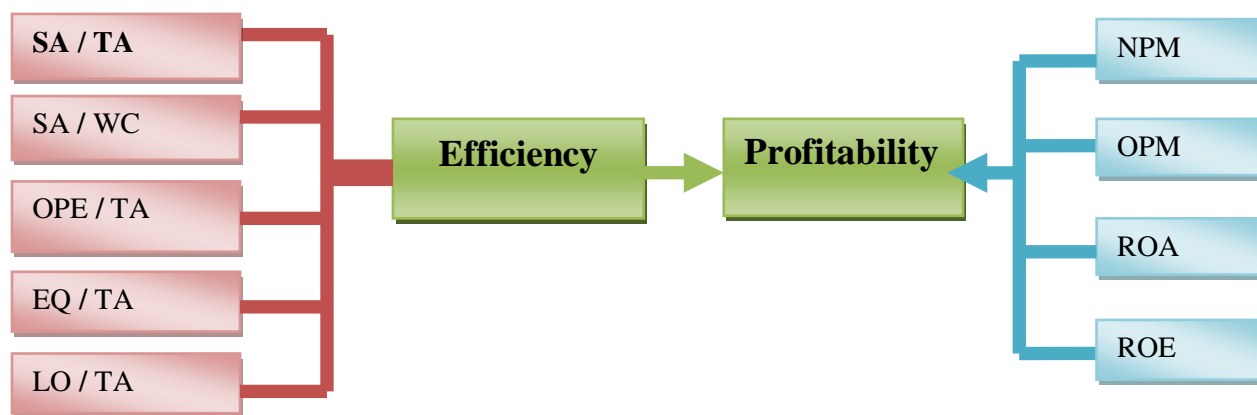 SA / TA
SA / WC
OPE / TA
EQ / TA
LO / TA
Efficiency
Profitability
NPM
OPM
ROA
ROE